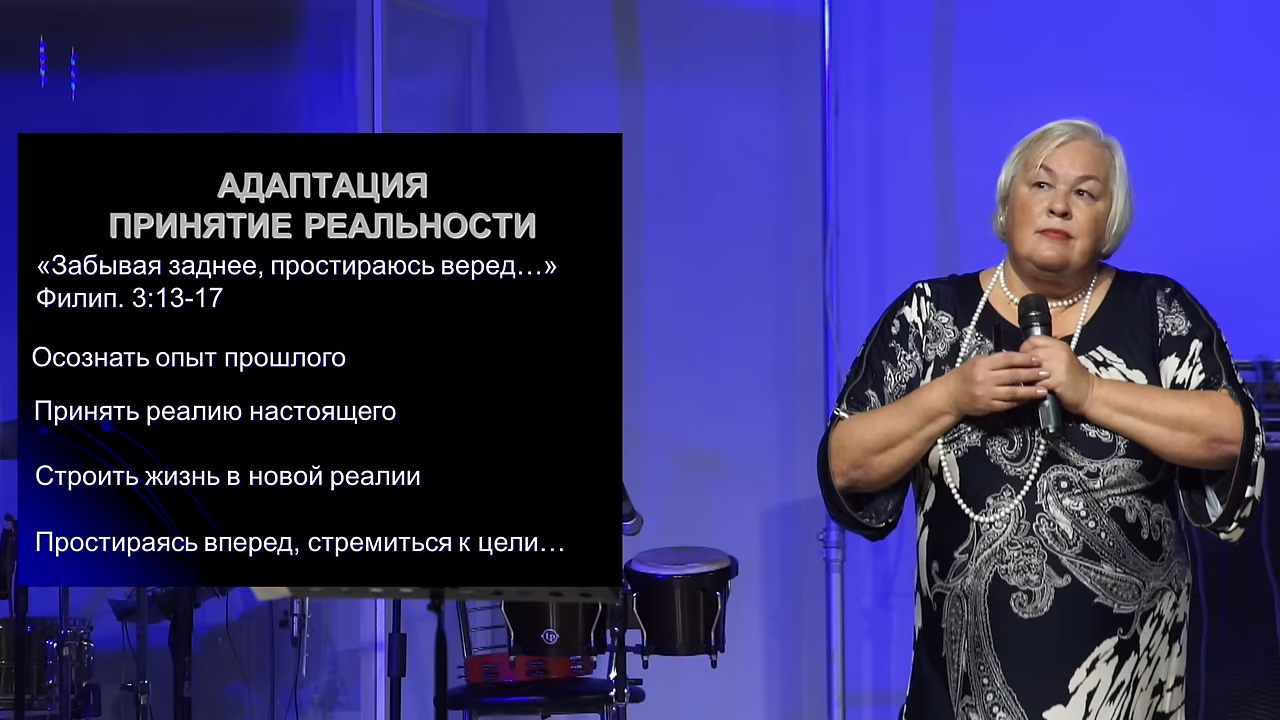 АДАПТАЦИЯ
ПРИНЯТИЕ РЕАЛЬНОСТИ
«Забывая заднее, простираюсь веред…»
Филип. 3:13-17
Осознать опыт прошлого
Принять реалию настоящего
Строить жизнь в новой реалии
Простираясь вперед, стремиться к цели…
LP